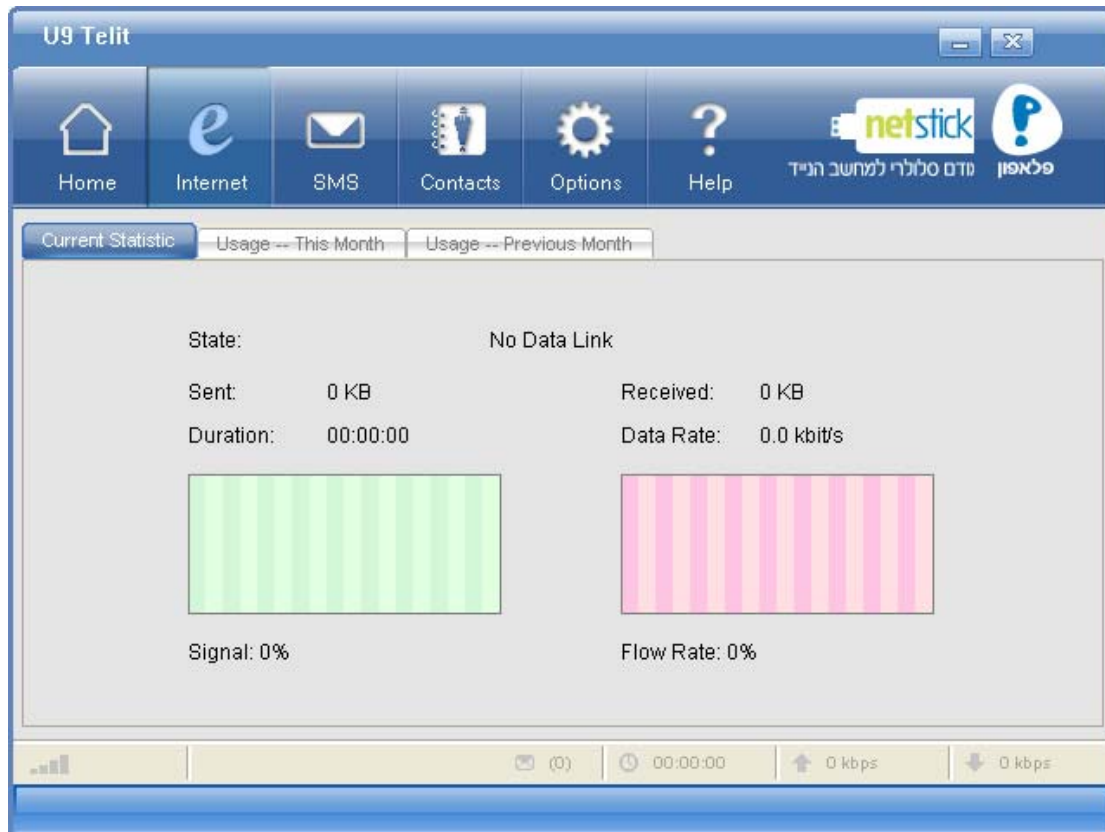 U9 Telit
Home
Internet
SMS
Contacts
Options
Help
netstick
מודם סלולרי למחשב הנייד
פלאפון
Current Statistic
Usage -- This Month
Usage -- Previous Month
State: No Data Link
Sent: 0 KB Received: 0 KB
Duration: 00:00:00 Data Rate: 0.0 kbit/s
Signal: 0% Flow Rate: 0%
(0) 00:00:00 0 kbps 0 kbps